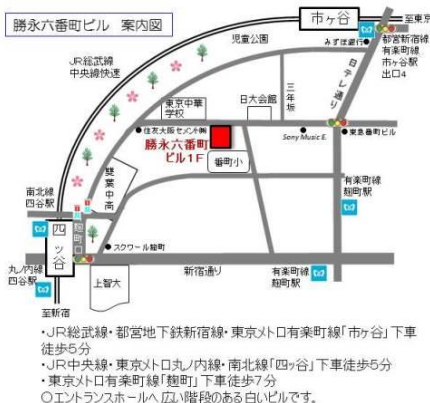 勝永六番町ビル 案内図
市ヶ谷
至東京
児童公園
みずほ銀行
都営新宿線
有楽町線
市ヶ谷駅
出口4
JR総武線
中央線快速
日テレ通り
三年坂
日大会館
東京中華
学校
住友大阪セメント㈱
Sony Music E.
東急番町ビル
勝永六番町
ビル1F
番町小
雙葉中高
有楽町線
麹町駅
南北線
四谷駅
麹町口
四ッ谷
スクワール麹町
新宿通り
有楽町線
麹町駅
丸ノ内線
四谷駅
上智大
至新宿
・JR総武線・都営地下鉄新宿線・東京メトロ有楽町線「市ヶ谷」下車
徒歩5分
・JR中央線・東京メトロ丸ノ内線・南北線「四ッ谷」下車徒歩5分
・東京メトロ有楽町線「麹町」下車徒歩7分
○エントランスホールへ広い階段のある白いビルです。